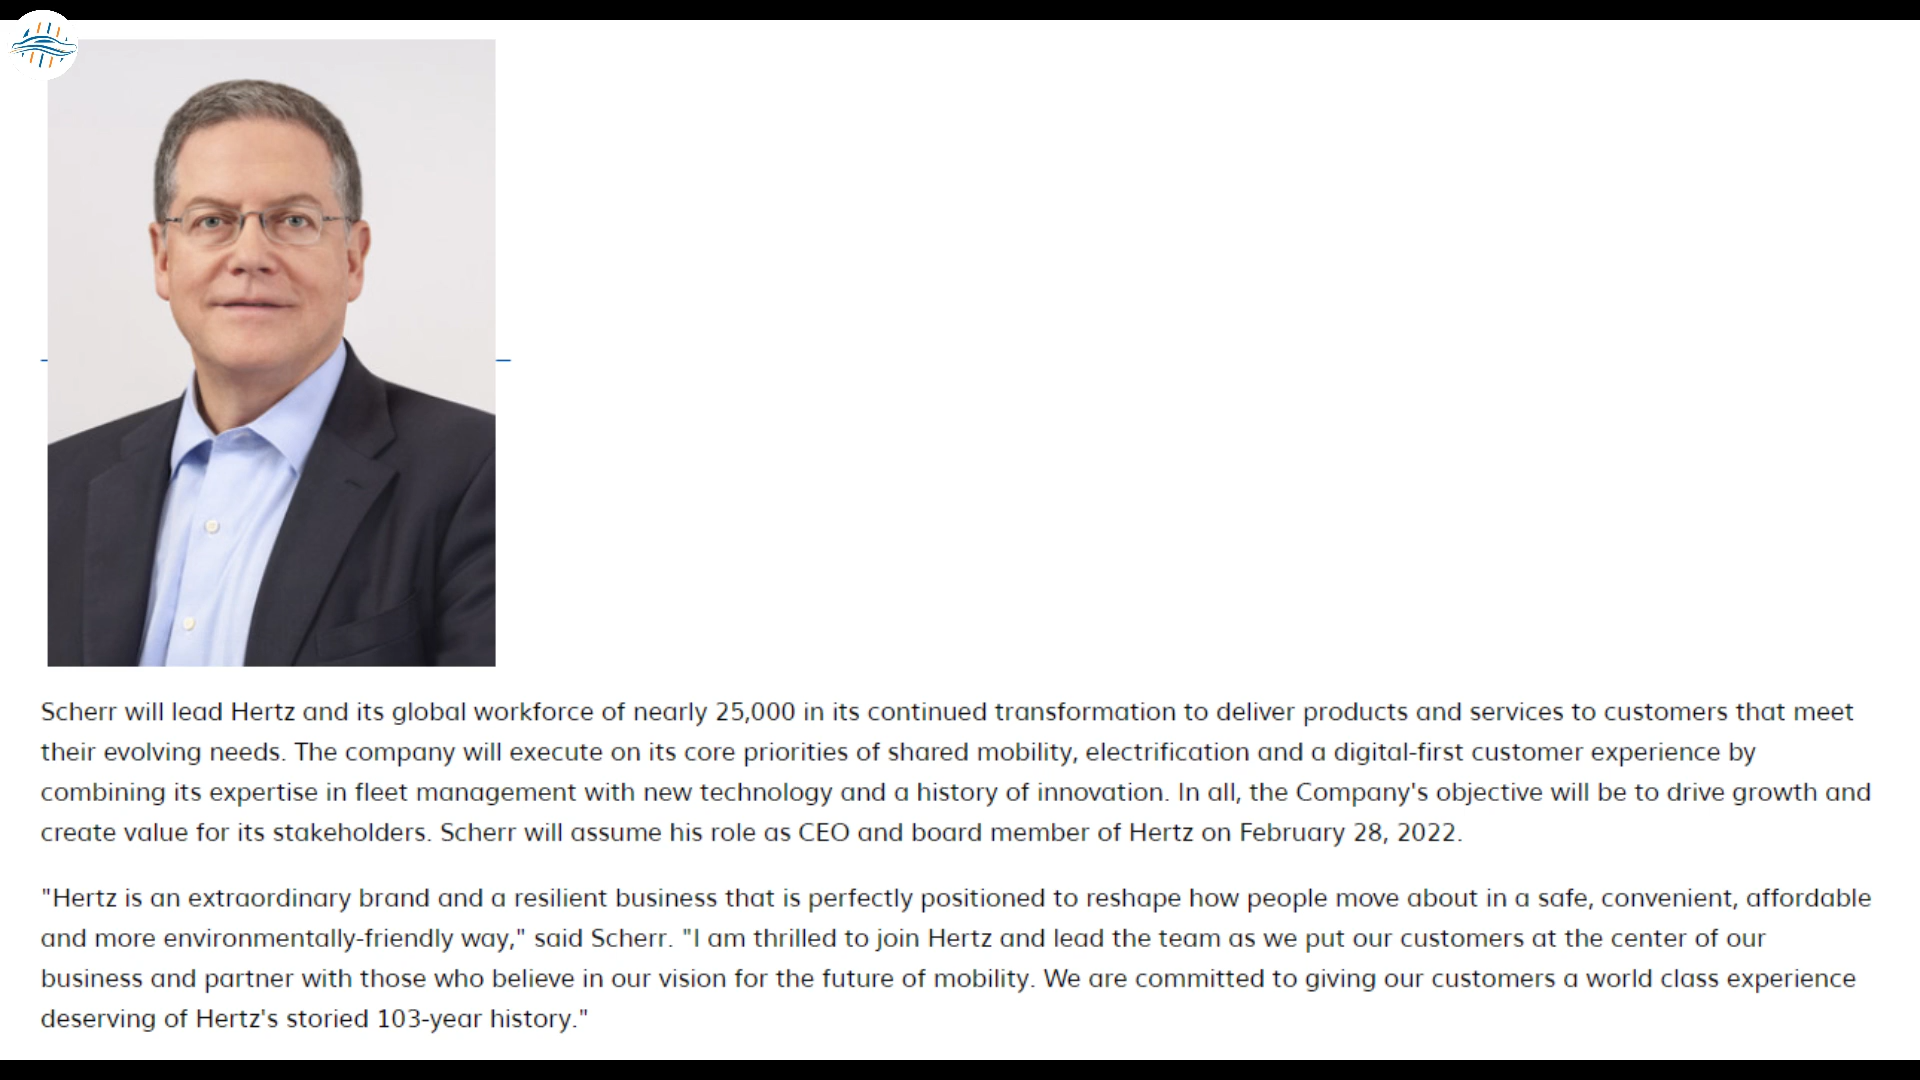 Scherr will lead Hertz and its global workforce of nearly 25,000 in its continued transformation to deliver products and services to customers that meet
their evolving needs. The company will execute on its core priorities of shared mobility, electrification and a digital-first customer experience by
combining its expertise in fleet management with new technology and a history of innovation. In all, the Company's objective will be to drive growth and
create value for its stakeholders. Scherr will assume his role as CEO and board member of Hertz on February 28, 2022.
"Hertz is an extraordinary brand and a resilient business that is perfectly positioned to reshape how people move about in a safe, convenient, affordable
and more environmentally-friendly way," said Scherr. "I am thrilled to join Hertz and lead the team as we put our customers at the center of our
business and partner with those who believe in our vision for the future of mobility. We are committed to giving our customers a world class experience
deserving of Hertz's storied 103-year history."